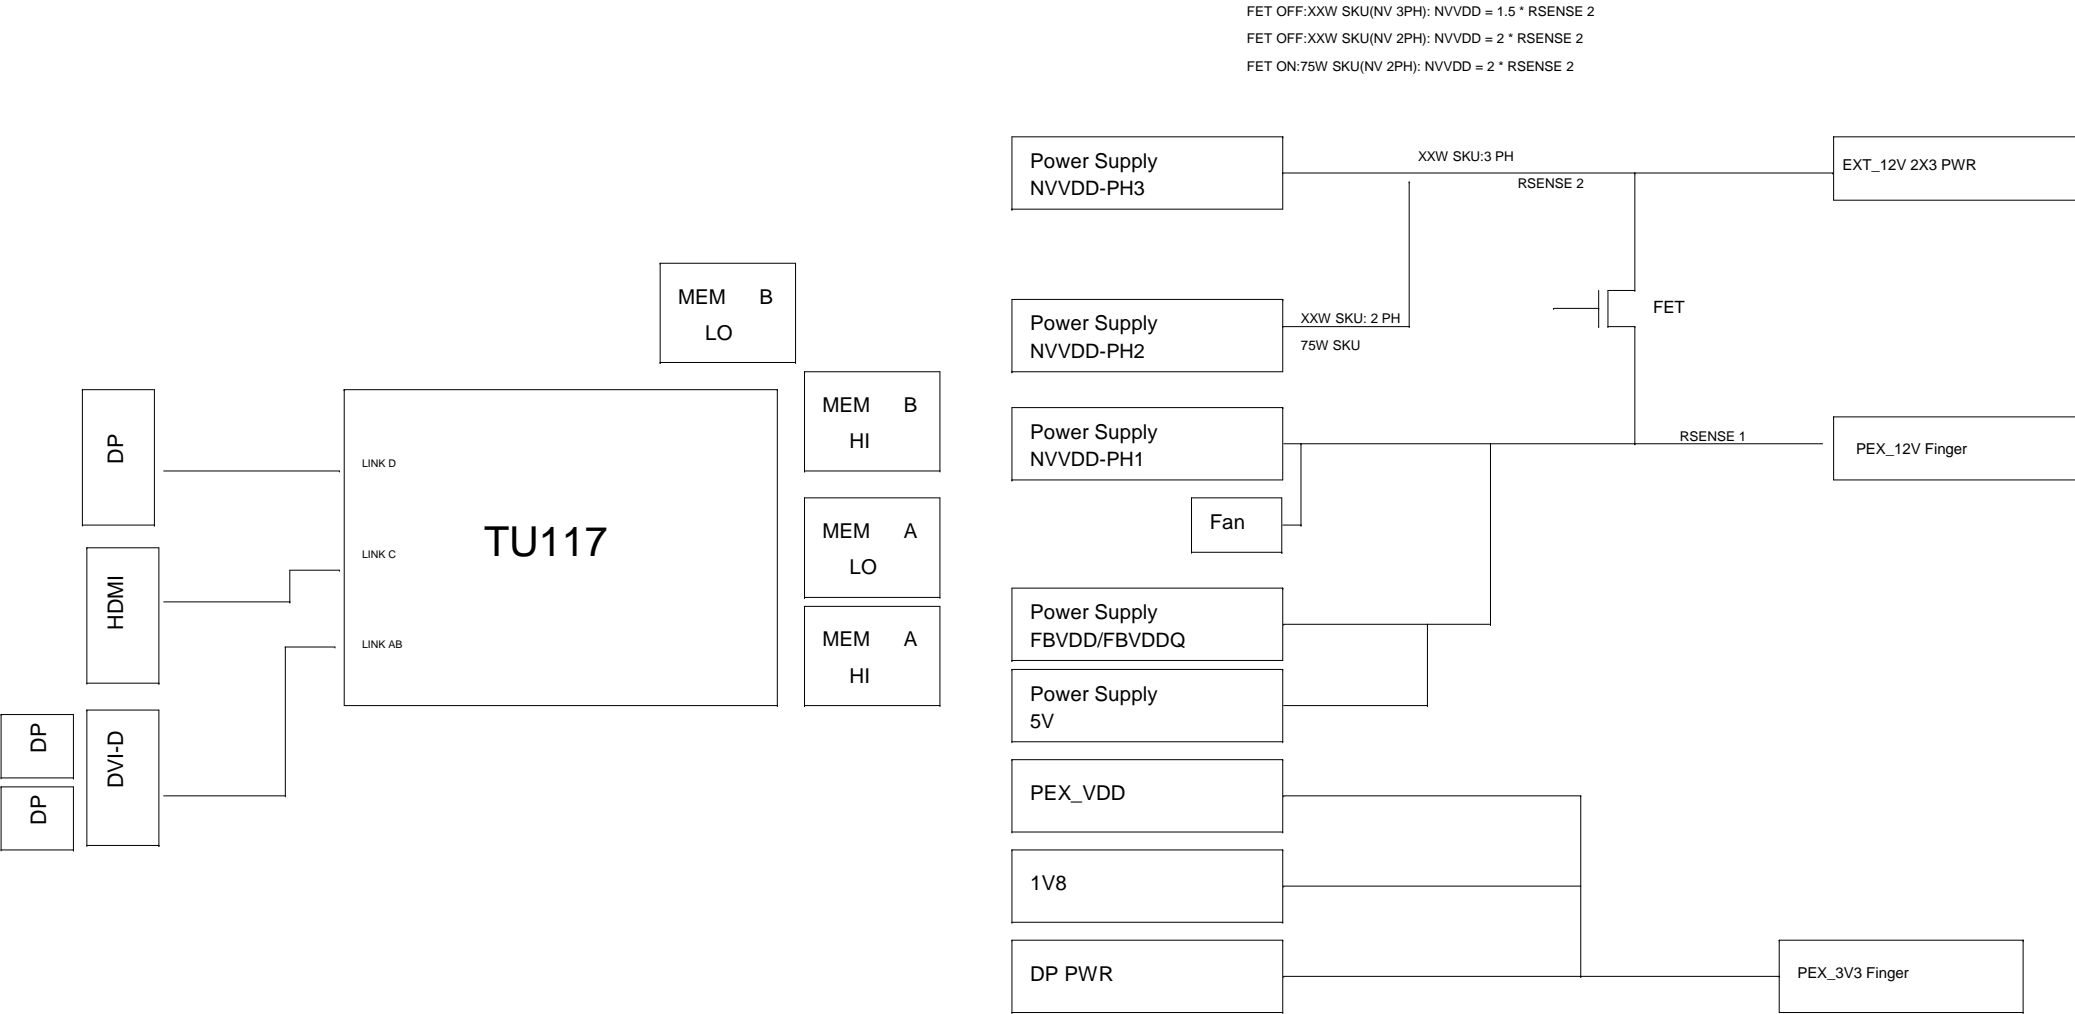 FET OFF:XXW SKU(NV 3PH): NVVDD = 1.5 * RSENSE 2
FET OFF:XXW SKU(NV 2PH): NVVDD = 2 * RSENSE 2
FET ON:75W SKU(NV 2PH): NVVDD = 2 * RSENSE 2
Power Supply
NVVDD-PH3
XXW SKU:3 PH
RSENSE 2
EXT_12V 2X3 PWR
MEM B
LO
Power Supply
NVVDD-PH2
XXW SKU: 2 PH
75W SKU
FET
MEM B
HI
Power Supply
NVVDD-PH1
RSENSE 1
PEX_12V Finger
DP
LINK D
TU117
MEM A
LO
Fan
HDMI
LINK C
LINK AB
MEM A
HI
Power Supply
FBVDD/FBVDDQ
Power Supply
5V
DP
DVI-D
DP
PEX_VDD
1V8
DP PWR
PEX_3V3 Finger